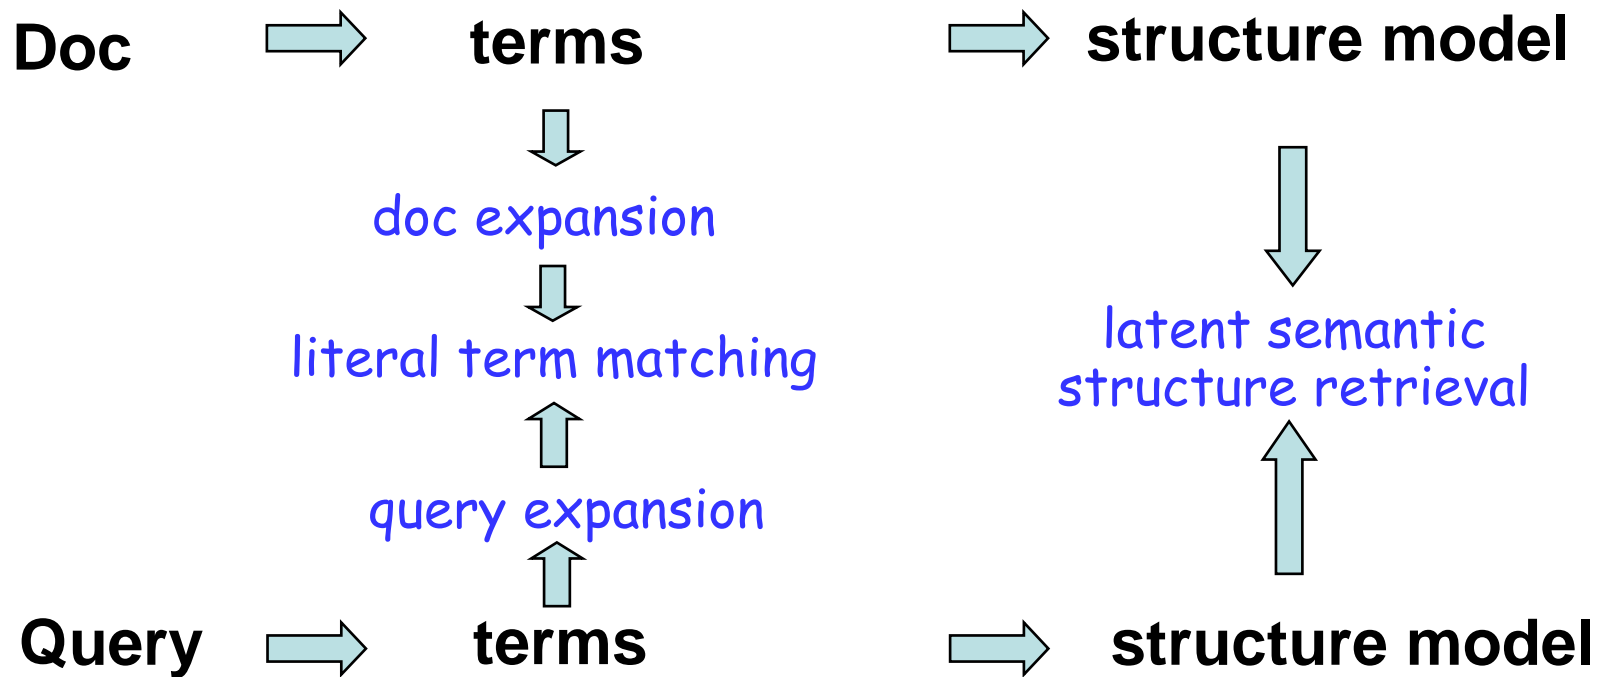 Doc
terms
structure model
doc expansion
literal term matching
latent semantic
structure retrieval
query expansion
Query
terms
structure model